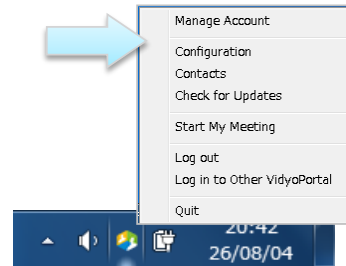 Manage Account
Configuration
Contacts
Check for Updates
Start My Meeting
Log out
Log in to Other VidyoPortal
Quit
20:42
26/08/04